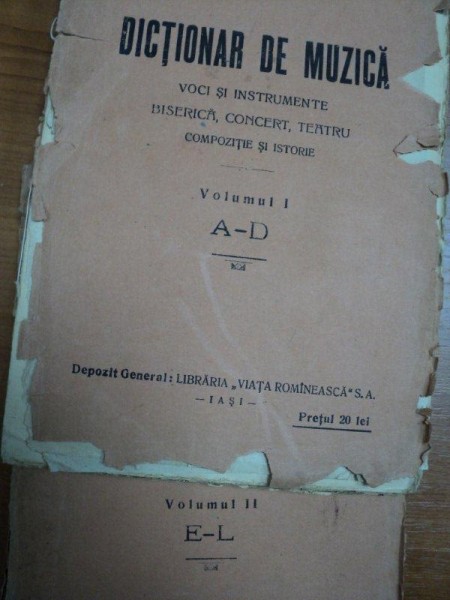 DICȚIONAR DE MUZICĂ
VOCI ȘI INSTRUMENTE
BISERICĂ, CONCERT, TEATRU
COMPOZIȚIE ȘI ISTORIE
Volumul I
A-D
Depozit General: LIBRĂRIA „VIAȚA ROMÎNEASCĂ” S. A.
— IAȘI —
Prețul 20 lei
Volumul II
E-L